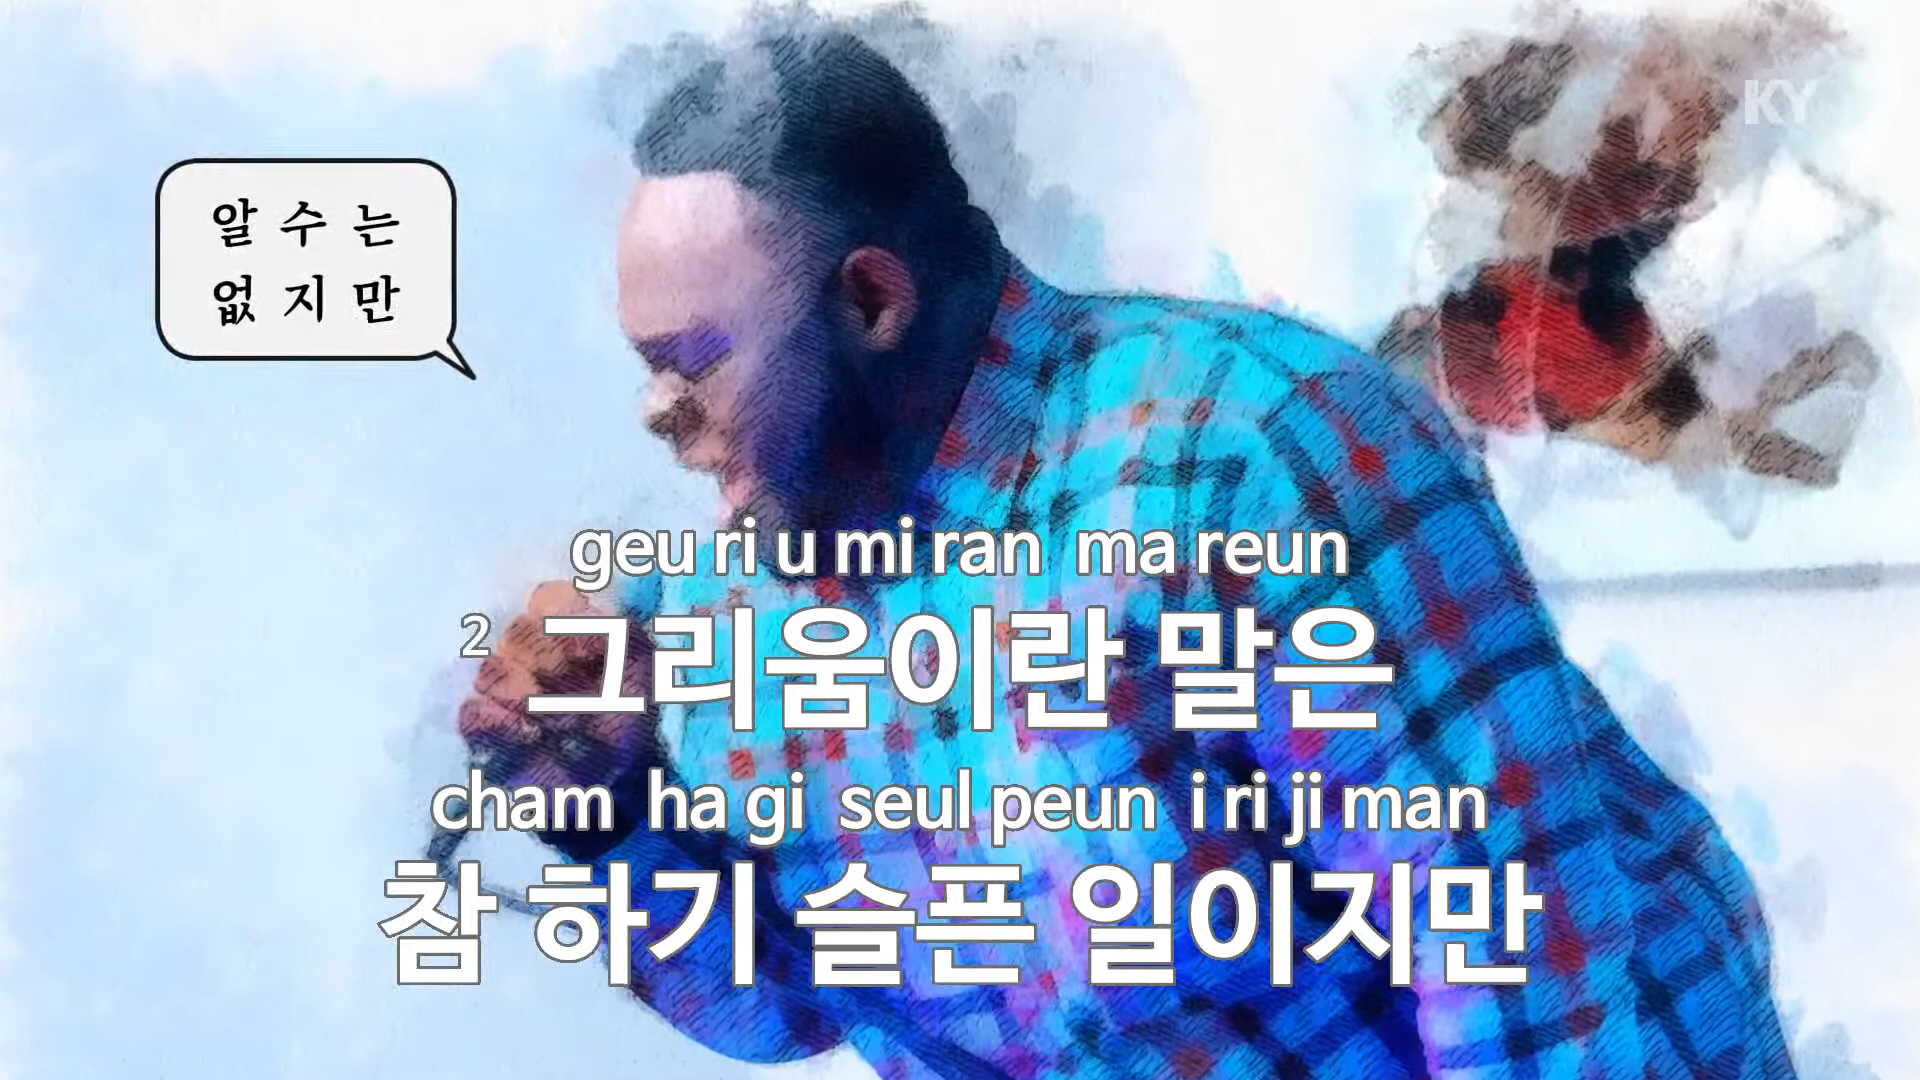 KY
알 수 는
없 지 만
geu ri u mi ran ma reun
2 그리움이란 말은
cham ha gi seul peun i ri ji man
참 하기 슬픈 일이지만